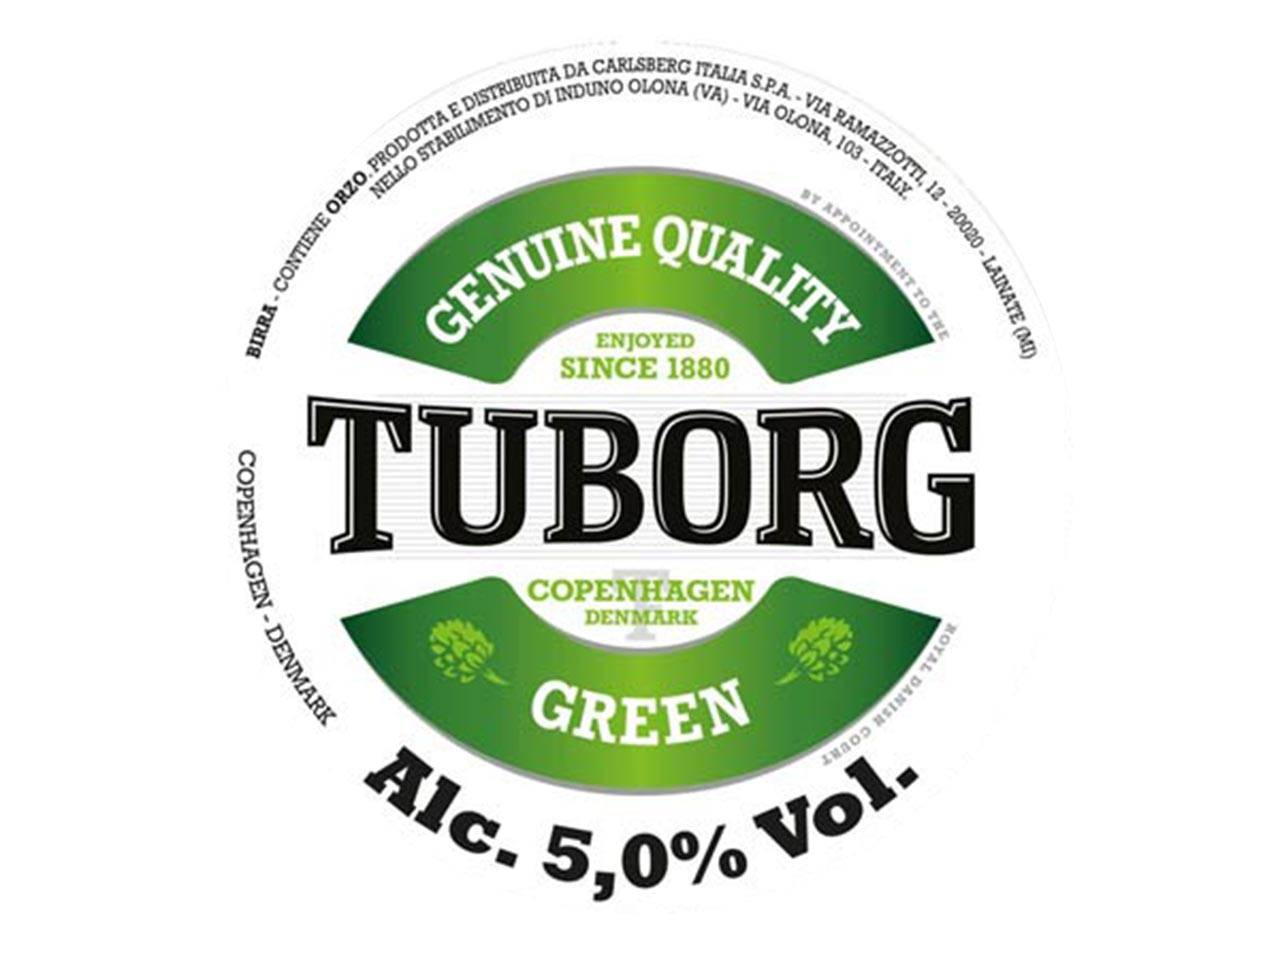 BIRRA - CONTIENE ORZO. PRODOTTA E DISTRIBUITA DA CARLSBERG ITALIA S.P.A. - VIA RAMAZZOTTI, 12 - 20020 - LAINATE (MI)
NELLO STABILIMENTO DI INDUNO OLONA (VA) - VIA OLONA, 103 - ITALY.
BY APPOINTMENT TO THE
GENUINE QUALITY
ENJOYED
SINCE 1880
TUBORG
COPENHAGEN
DENMARK
T
GREEN
ROYAL DANISH COURT
COPENHAGEN - DENMARK
Alc. 5,0% Vol.